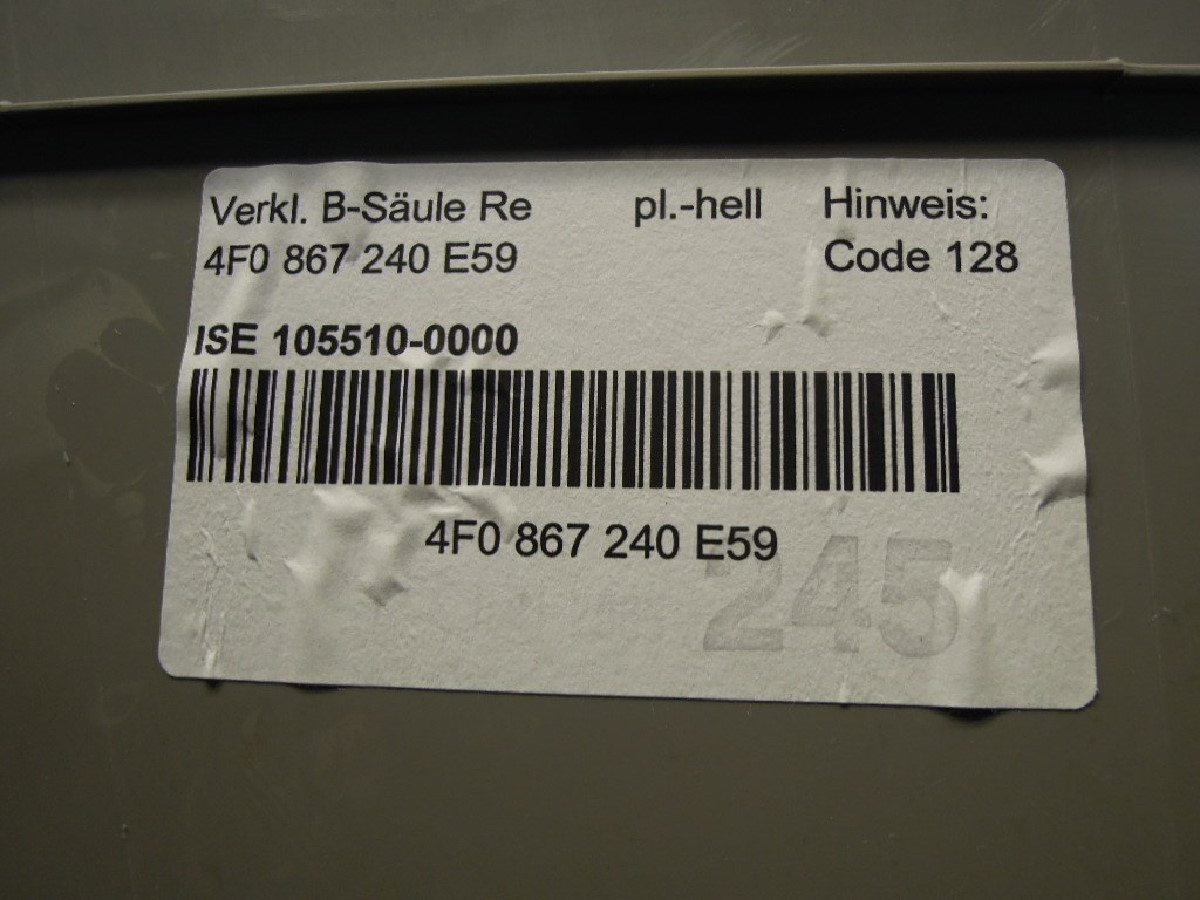 Verkl. B-Säule Re pl.-hell Hinweis:
4F0 867 240 E59 Code 128
ISE 105510-0000
4F0 867 240 E59
245